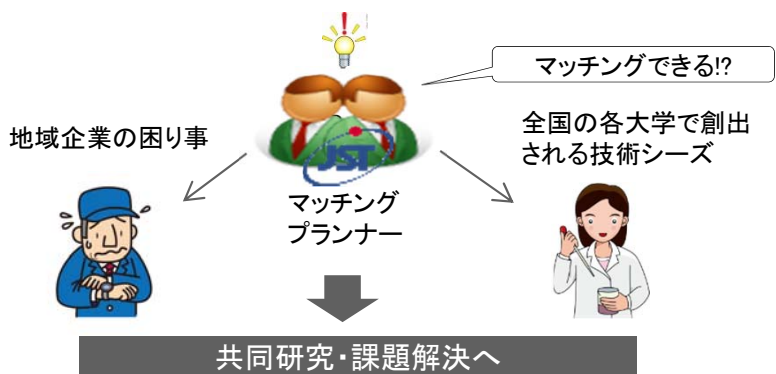 マッチングできる!?
地域企業の困り事
全国の各大学で創出
される技術シーズ
JST
マッチング
プランナー
共同研究・課題解決へ